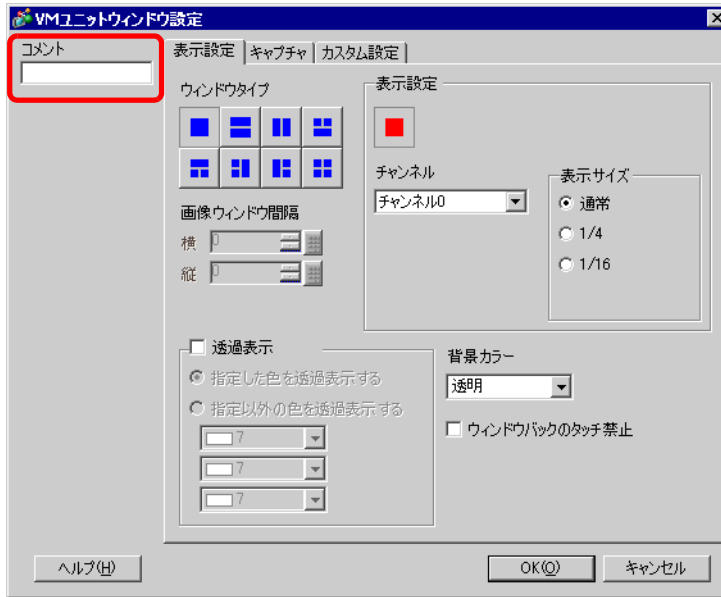 VMユニットウィンドウ設定
コメント
表示設定 キャプチャ カスタム設定
ウィンドウタイプ
画像ウィンドウ間隔
横 0
縦 0
表示設定
チャンネル
チャンネル0
表示サイズ
通常
1/4
1/16
透過表示
指定した色を透過表示する
指定以外の色を透過表示する
7
7
7
背景カラー
透明
ウィンドウバックのタッチ禁止
ヘルプ(H) OK(O) キャンセル